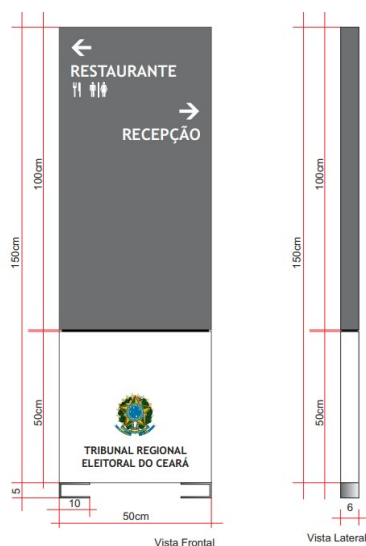 RESTAURANTE
RECEPÇÃO
100cm
150cm
50cm
TRIBUNAL REGIONAL
ELEITORAL DO CEARÁ
5
10
50cm
Vista Frontal
100cm
150cm
50cm
6
Vista Lateral